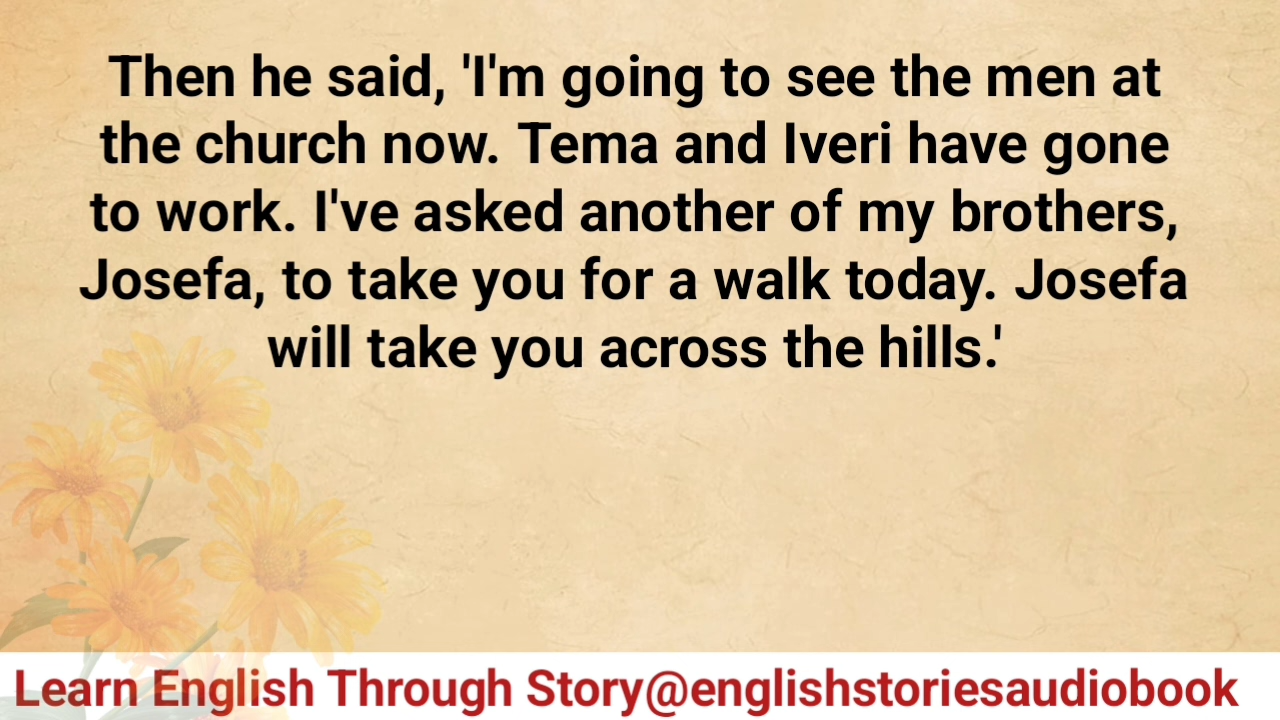 Then he said, 'I'm going to see the men at
the church now. Tema and Iveri have gone
to work. I've asked another of my brothers,
Josefa, to take you for a walk today. Josefa
will take you across the hills.'
Learn English Through Story@englishstoriesaudiobook